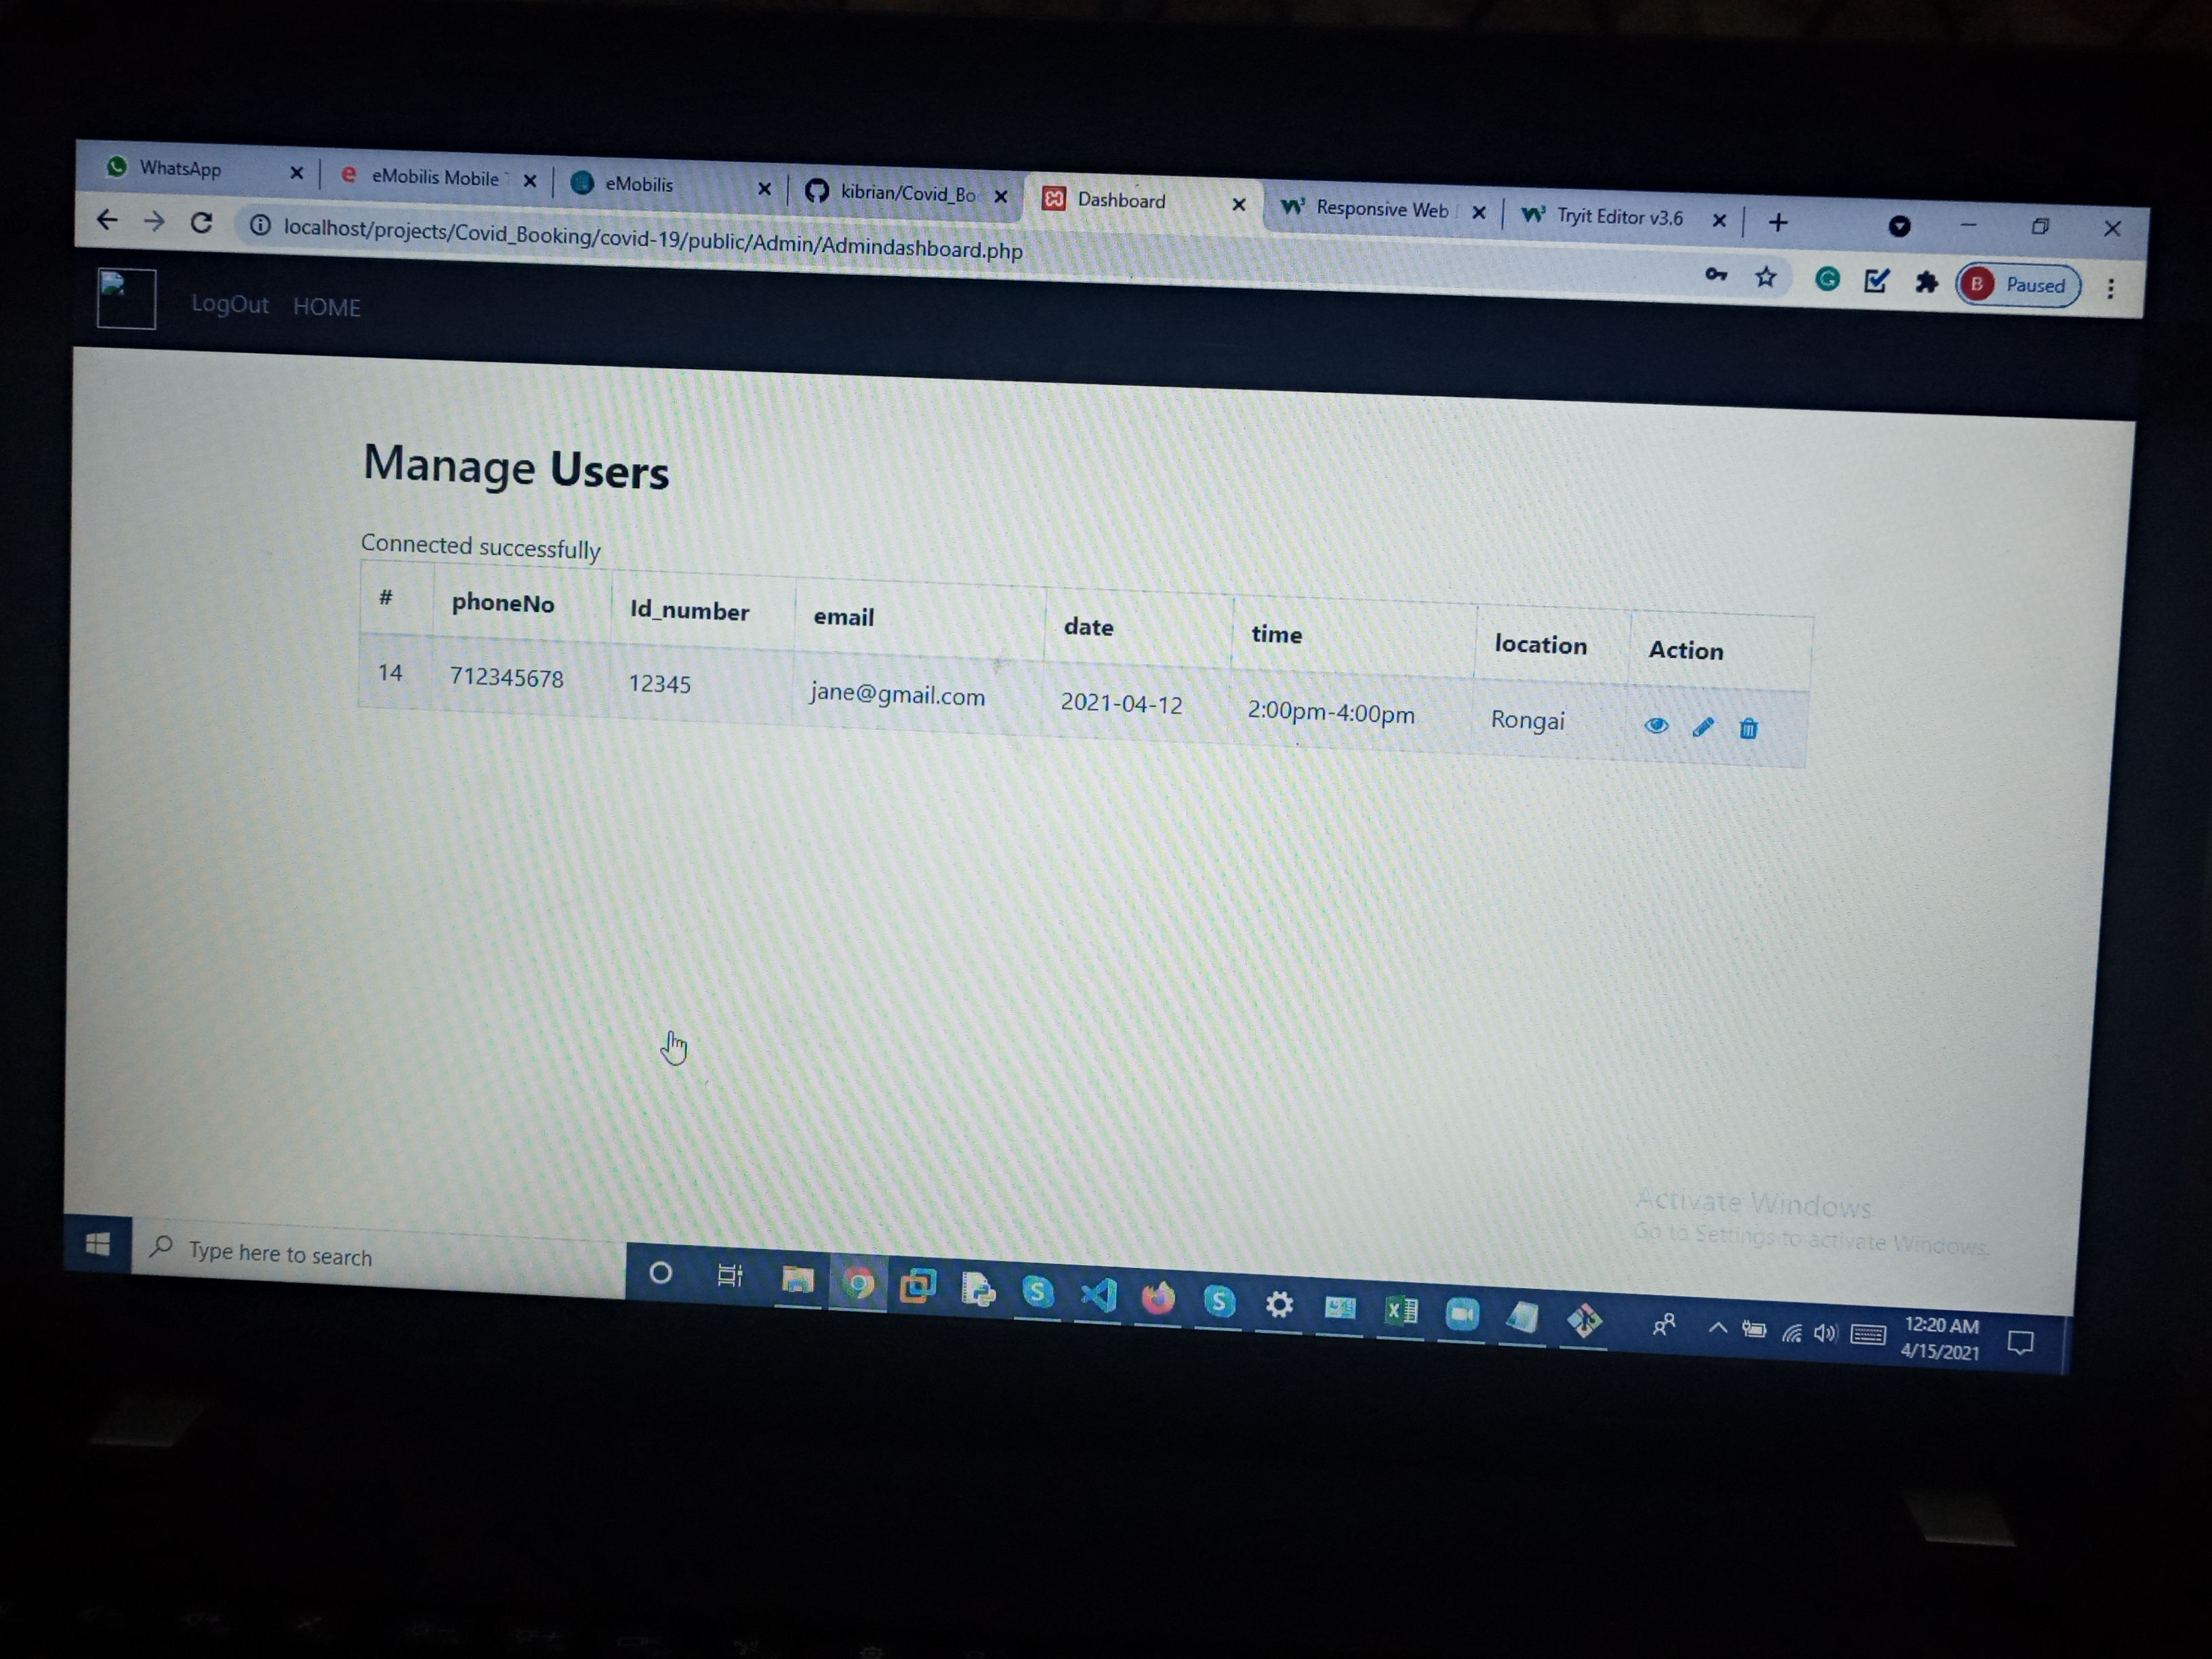 WhatsApp
eMobilis Mobile
eMobilis
kibrian/Covid_Bo
Dashboard
Responsive Web
Tryit Editor v3.6
localhost/projects/Covid_Booking/covid-19/public/Admin/Admindashboard.php
B Paused
LogOut HOME
Manage Users
Connected successfully
# phoneNo Id_number email date time location Action
14 712345678 12345 jane@gmail.com 2021-04-12 2:00pm-4:00pm Rongai
Activate Windows
Go to Settings to activate Windows.
Type here to search
12:20 AM
4/15/2021